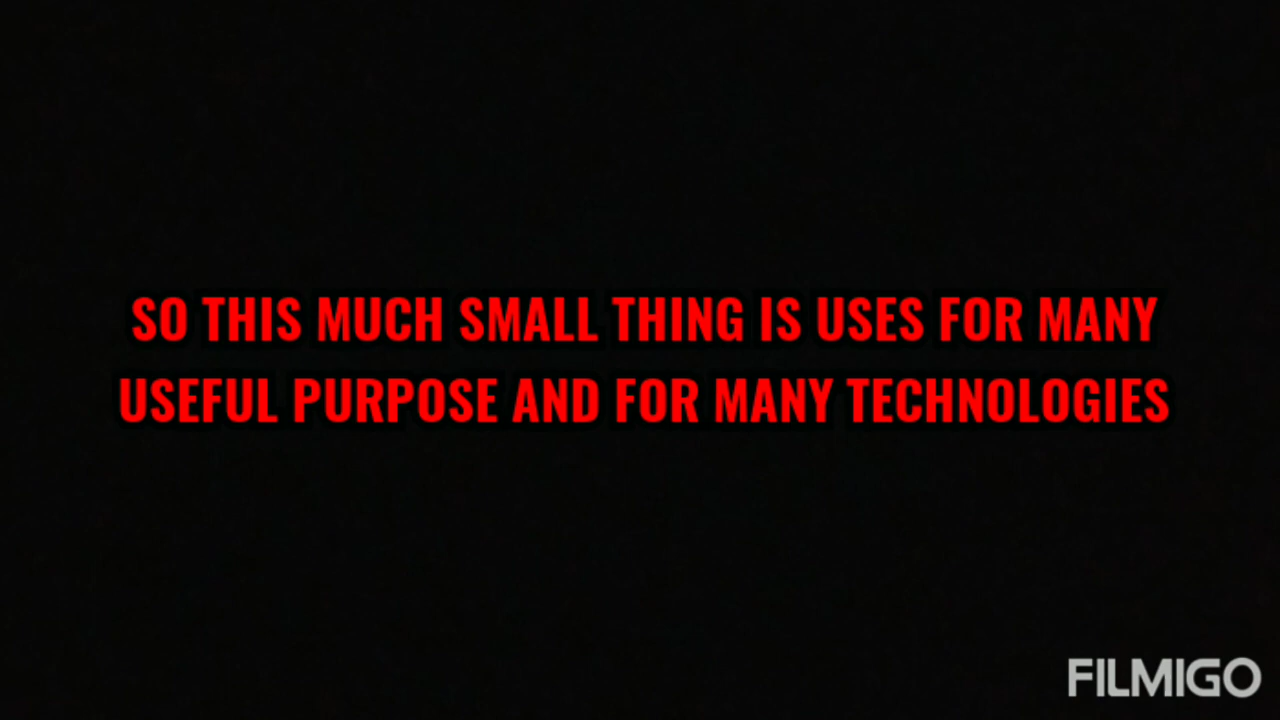 SO THIS MUCH SMALL THING IS USES FOR MANY
USEFUL PURPOSE AND FOR MANY TECHNOLOGIES
FILMIGO